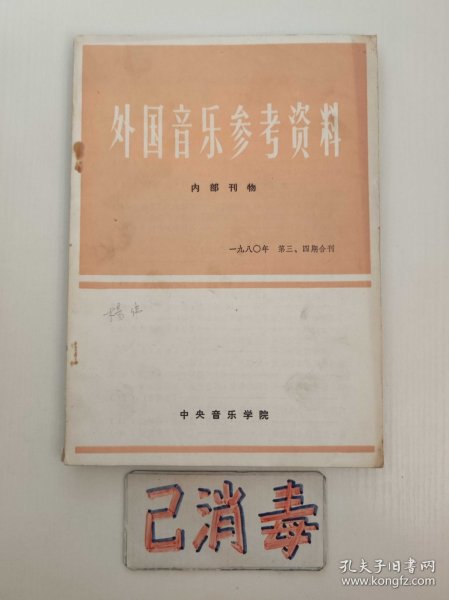 外国音乐参考资料
内部刊物
一九八〇年 第三、四期合刊
中央音乐学院
已消毒
孔夫子旧书网
www.kongfz.com